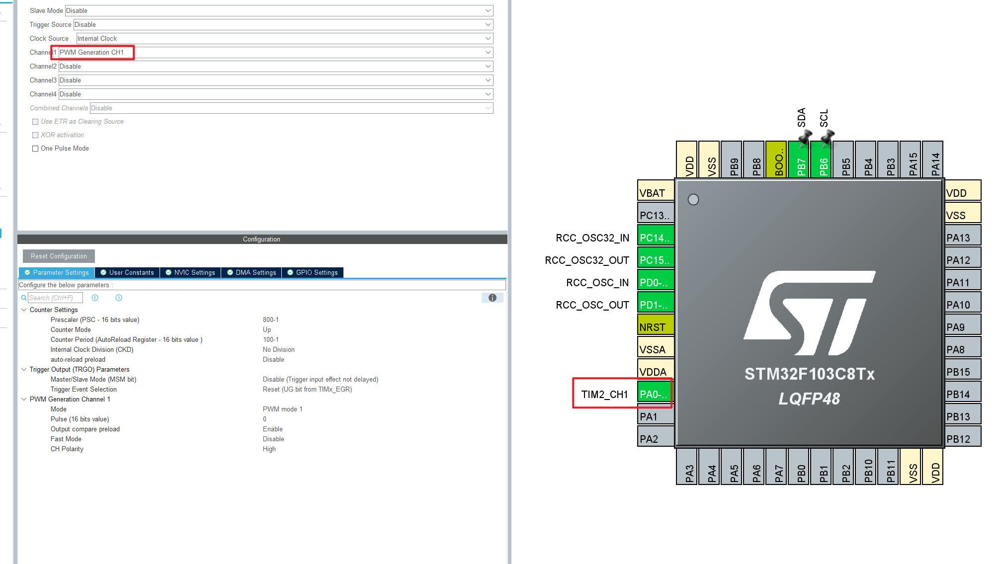 Slave Mode Disable
Trigger Source Disable
Clock Source Internal Clock
Channel1 PWM Generation CH1
Channel2 Disable
Channel3 Disable
Channel4 Disable
Combined Channels Disable
Use ETR as Clearing Source
XOR activation
One Pulse Mode
Configuration
Reset Configuration
Parameter Settings
User Constants
NVIC Settings
DMA Settings
GPIO Settings
Configure the below parameters :
Search (Ctrl+F)
Counter Settings
Prescaler (PSC - 16 bits value) 800-1
Counter Mode Up
Counter Period (AutoReload Register - 16 bits value ) 100-1
Internal Clock Division (CKD) No Division
auto-reload preload Disable
Trigger Output (TRGO) Parameters
Master/Slave Mode (MSM bit) Disable (Trigger input effect not delayed)
Trigger Event Selection Reset (UG bit from TIMx_EGR)
PWM Generation Channel 1
Mode PWM mode 1
Pulse (16 bits value) 0
Output compare preload Enable
Fast Mode Disable
CH Polarity High
SDA
SCL
VDD
VSS
PB9
PB8
BOO..
PB7
PB6
PB5
PB4
PB3
PA15
PA14
VBAT
PC13..
RCC_OSC32_IN PC14..
RCC_OSC32_OUT PC15..
RCC_OSC_IN PD0-..
RCC_OSC_OUT PD1-..
NRST
VSSA
VDDA
TIM2_CH1 PA0-..
PA1
PA2
ST
STM32F103C8Tx
LQFP48
VDD
VSS
PA13
PA12
PA11
PA10
PA9
PA8
PB15
PB14
PB13
PB12
PA3
PA4
PA5
PA6
PA7
PB0
PB1
PB2
PB10
PB11
VSS
VDD